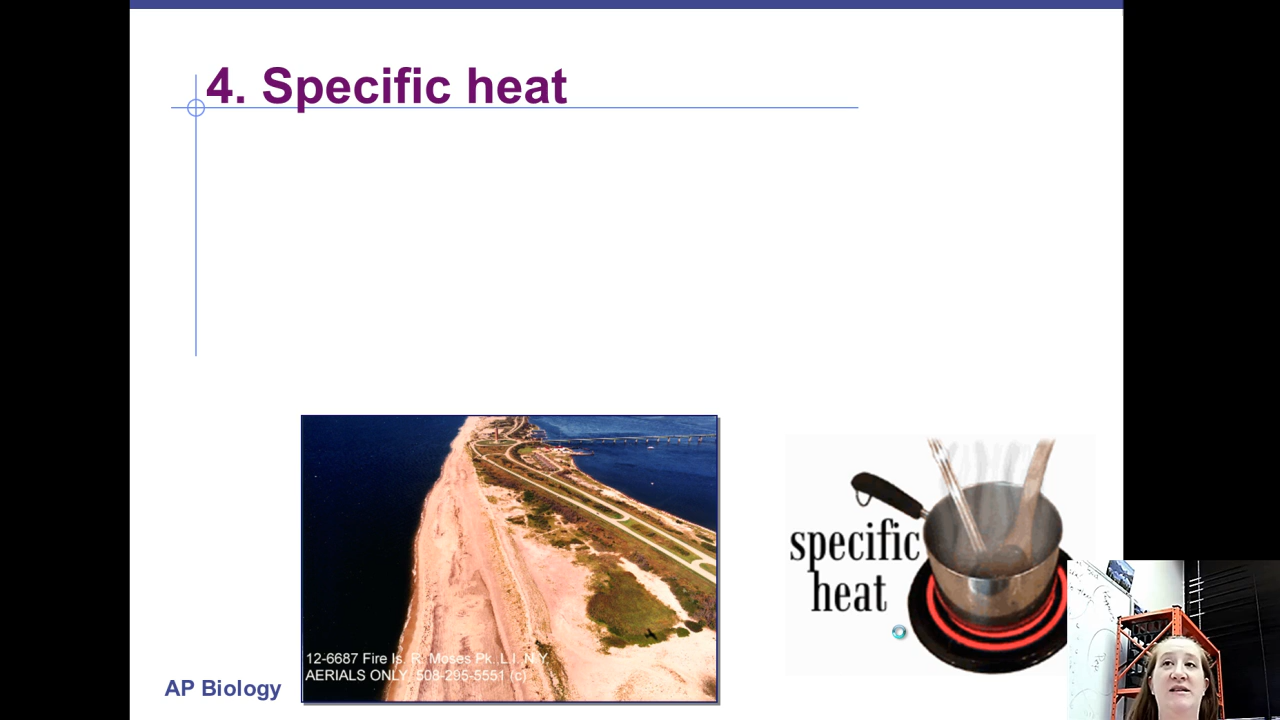 4. Specific heat
specific
heat
12-6687 Fire Is. R. Moses Pk. L.I. N.Y.
AERIALS ONLY 508-295-5551 (c)
AP Biology